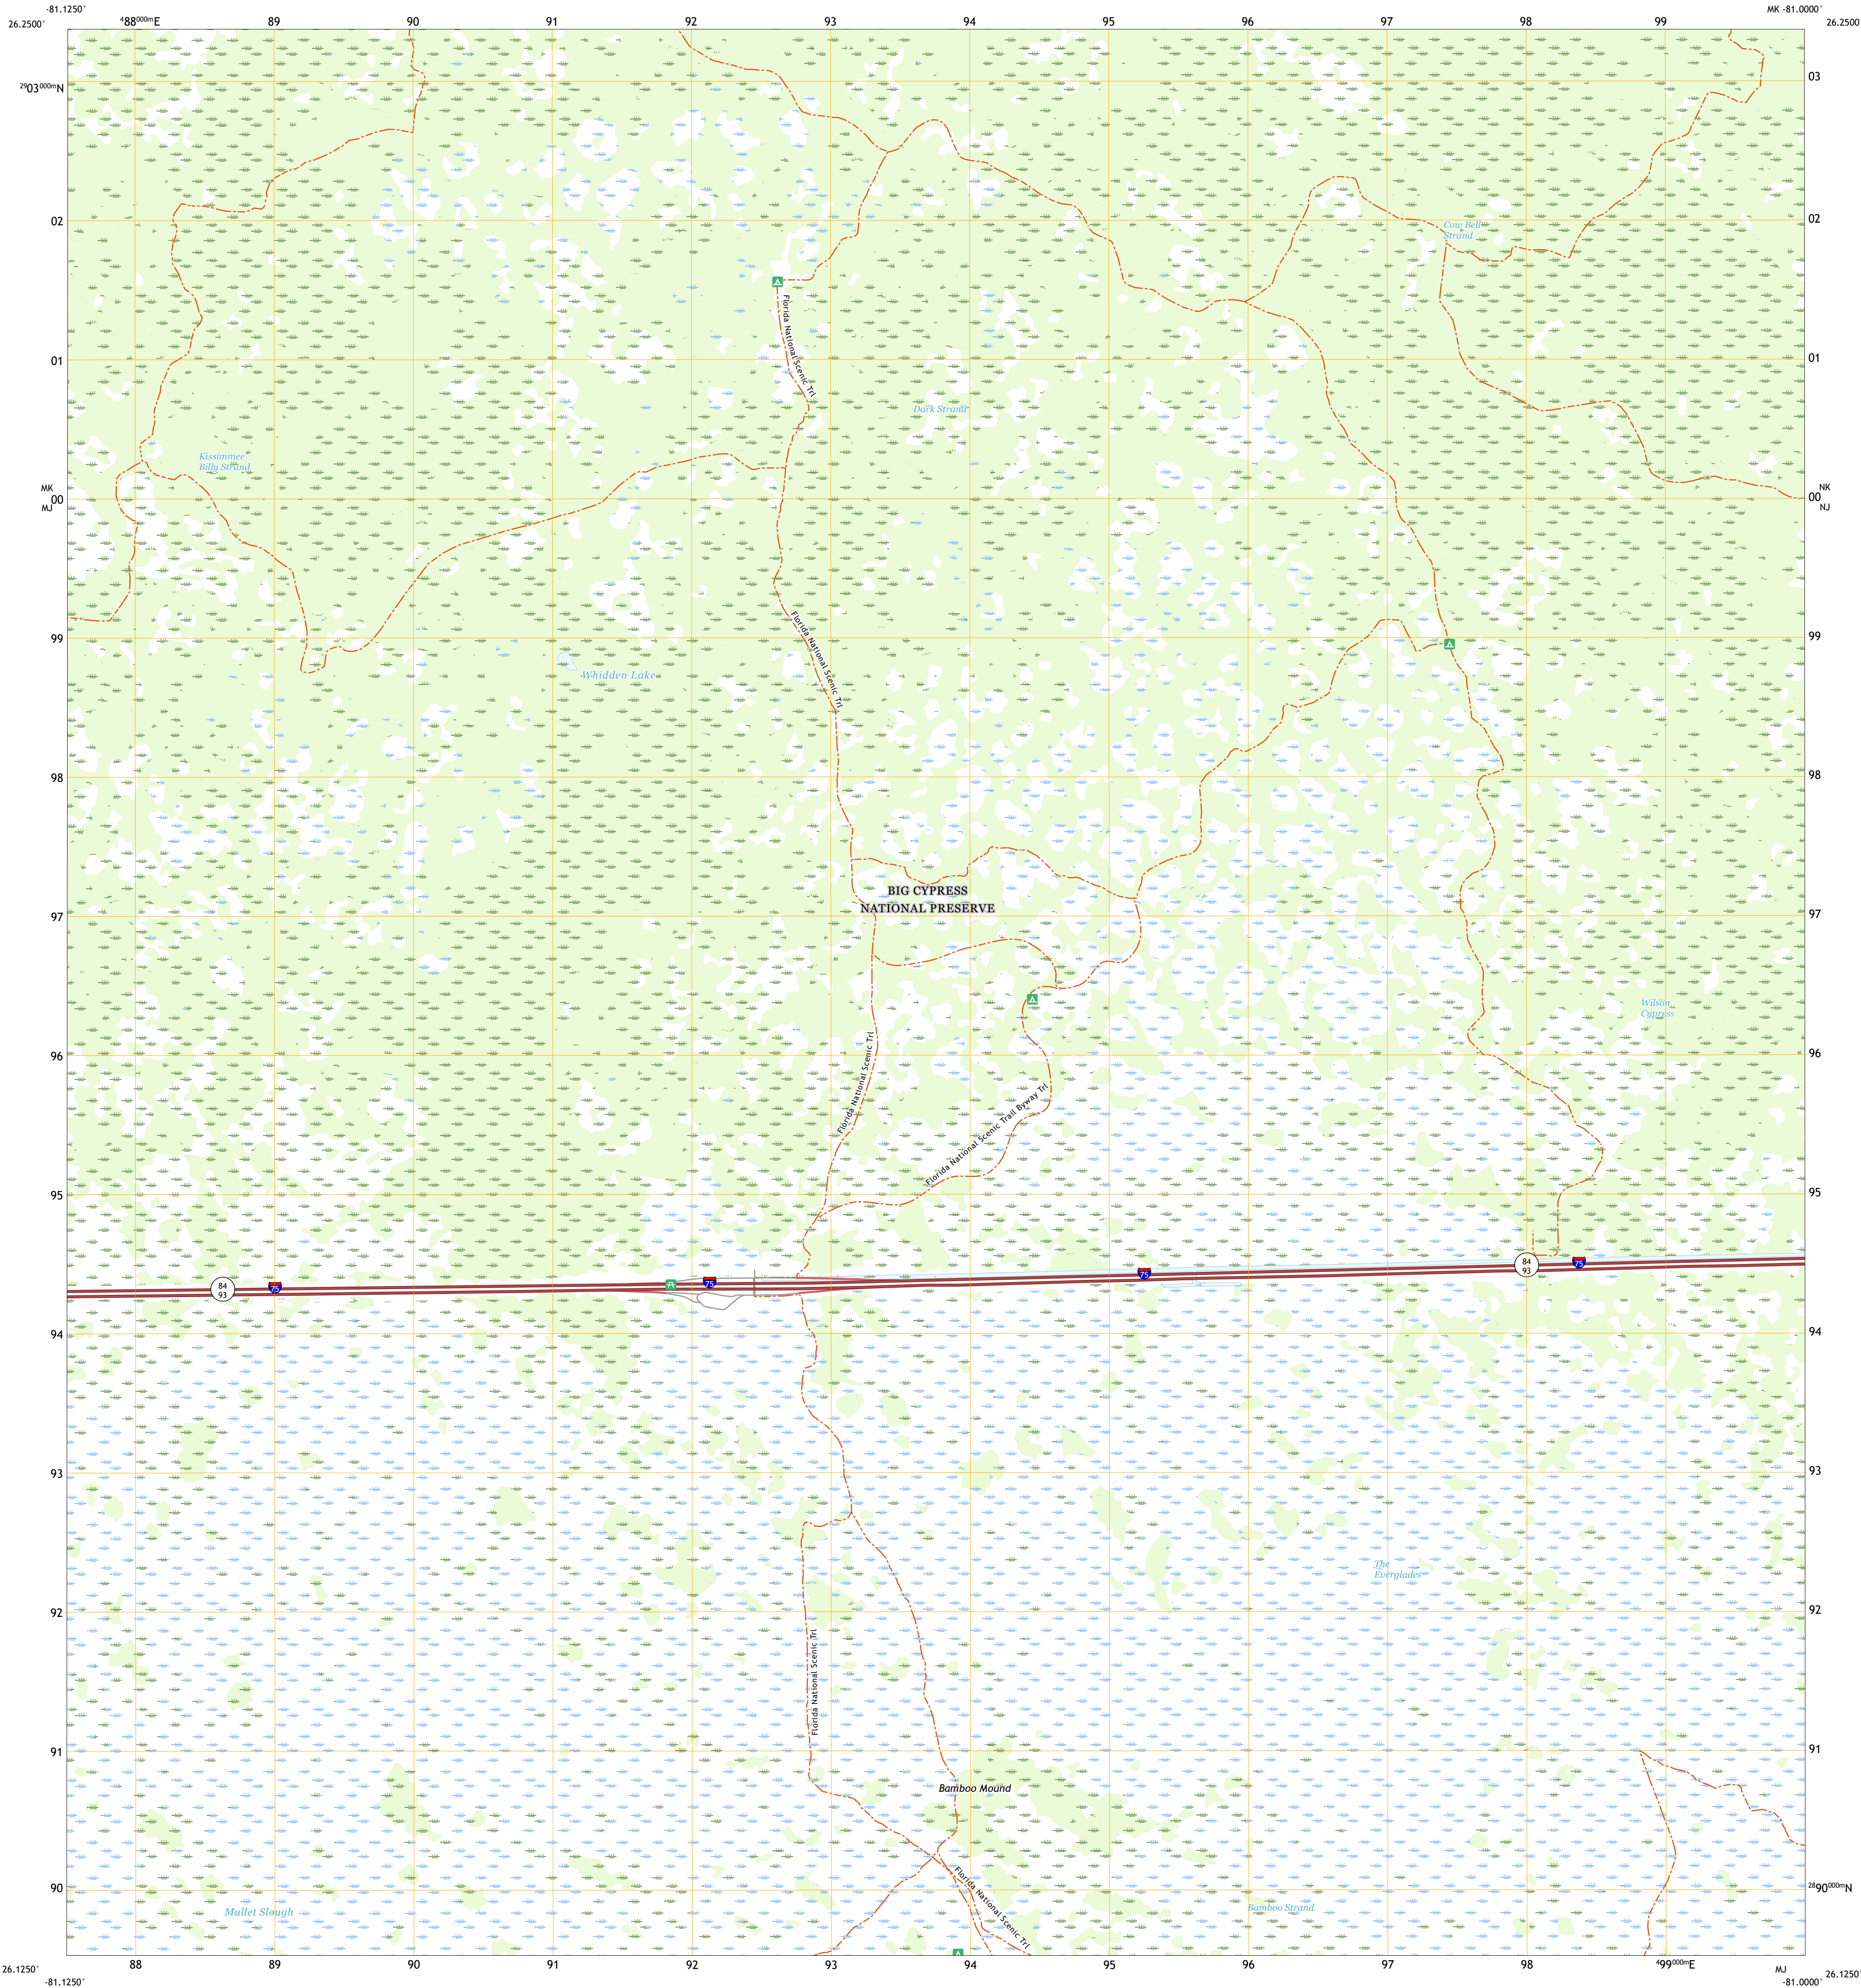 -81.1250°
MK -81.0000°
26.2500°
⁴88⁰⁰⁰ᵐE
89
90
91
92
93
94
95
96
97
98
99
26.2500
²⁹03⁰⁰⁰ᵐN
03
02
02
Cow Bell
Strand
Florida National Scenic Trl
01
01
Dark Strand
Kissimmee
Billy Strand
MK
MJ
00
00
NK
NJ
99
99
Florida National Scenic Trl
Whidden Lake
98
98
BIG CYPRESS
NATIONAL PRESERVE
97
97
Wilson
Cypress
96
96
Florida National Scenic Trl
Florida National Scenic Trail Byway Trl
95
95
84
93
75
75
75
84
93
75
94
94
93
93
The
Everglades
92
92
Florida National Scenic Trl
91
91
Bamboo Mound
90
²⁸90⁰⁰⁰ᵐN
Florida National Scenic Trl
Mullet Slough
Bamboo Strand
26.1250°
88
89
90
91
92
93
94
95
96
97
98
⁴99⁰⁰⁰ᵐE
MJ
26.1250°
-81.1250°
-81.0000°